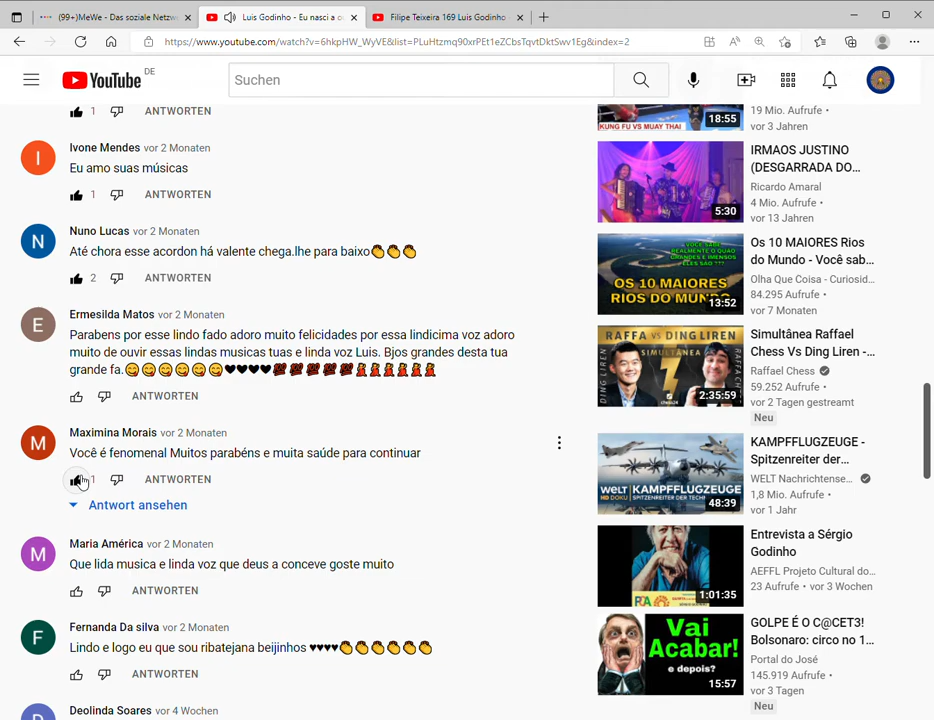 (99+)MeWe - Das soziale Netzw
Luis Godinho - Eu nasci a o
Filipe Teixeira 169 Luis Godinho
https://www.youtube.com/watch?v=6hkpHW_WyVE&list=PLuHtzmq90xrPEt1eZCbsTqvtDktSwv1Eg&index=2
YouTube DE
Suchen
1 ANTWORTEN
Ivone Mendes vor 2 Monaten
Eu amo suas músicas
1 ANTWORTEN
Nuno Lucas vor 2 Monaten
Até chora esse acordon há valente chega.lhe para baixo👏👏👏
2 ANTWORTEN
Ermesilda Matos vor 2 Monaten
Parabens por esse lindo fado adoro muito felicidades por essa lindicima voz adoro
muito de ouvir essas lindas musicas tuas e linda voz Luis. Bjos grandes desta tua
grande fa.😋😋😋😋😋😋♥♥♥♥💯💯💯💯💯💃💃💃💃💃💃
ANTWORTEN
Maximina Morais vor 2 Monaten
Você é fenomenal Muitos parabéns e muita saúde para continuar
1 ANTWORTEN
Antwort ansehen
Maria América vor 2 Monaten
Que lida musica e linda voz que deus a conceve goste muito
ANTWORTEN
Fernanda Da silva vor 2 Monaten
Lindo e logo eu que sou ribatejana beijinhos ♥♥♥♥👏👏👏👏👏👏
ANTWORTEN
Deolinda Soares vor 4 Wochen
I
N
E
M
M
F
KUNG FU VS MUAY THAI
18:55
19 Mio. Aufrufe •
vor 3 Jahren
5:30
IRMAOS JUSTINO
(DESGARRADA DO...
Ricardo Amaral
4 Mio. Aufrufe •
vor 13 Jahren
OS 10 MAIORES
RIOS DO MUNDO
13:52
Os 10 MAIORES Rios
do Mundo - Você sab...
Olha Que Coisa - Curiosid...
84.295 Aufrufe •
vor 7 Monaten
RAFFA VS DING LIREN
SIMULTÂNEA
DING LIREN
2:35:59
Simultânea Raffael
Chess Vs Ding Liren -...
Raffael Chess
59.252 Aufrufe •
vor 2 Tagen gestreamt
Neu
WELT KAMPFFLUGZEUGE
HD DOKU SPITZENREITER DER TECH
48:39
KAMPFFLUGZEUGE -
Spitzenreiter der...
WELT Nachrichtense...
1,8 Mio. Aufrufe •
vor 1 Jahr
1:01:35
Entrevista a Sérgio
Godinho
AEFFL Projeto Cultural do...
23 Aufrufe • vor 3 Wochen
Vai
Acabar!
e depois?
15:57
GOLPE É O C@CET3!
Bolsonaro: circo no 1...
Portal do José
145.919 Aufrufe •
vor 3 Tagen
Neu